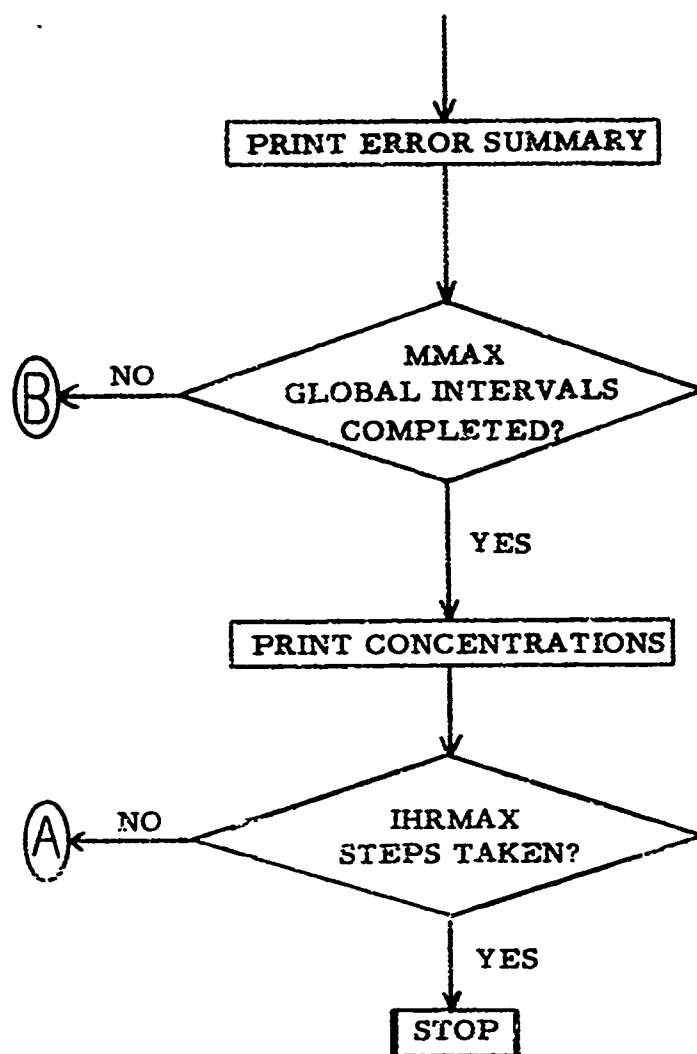 PRINT ERROR SUMMARY
MMAX
GLOBAL INTERVALS
COMPLETED?
NO
B
YES
PRINT CONCENTRATIONS
IHRMAX
STEPS TAKEN?
NO
A
YES
STOP